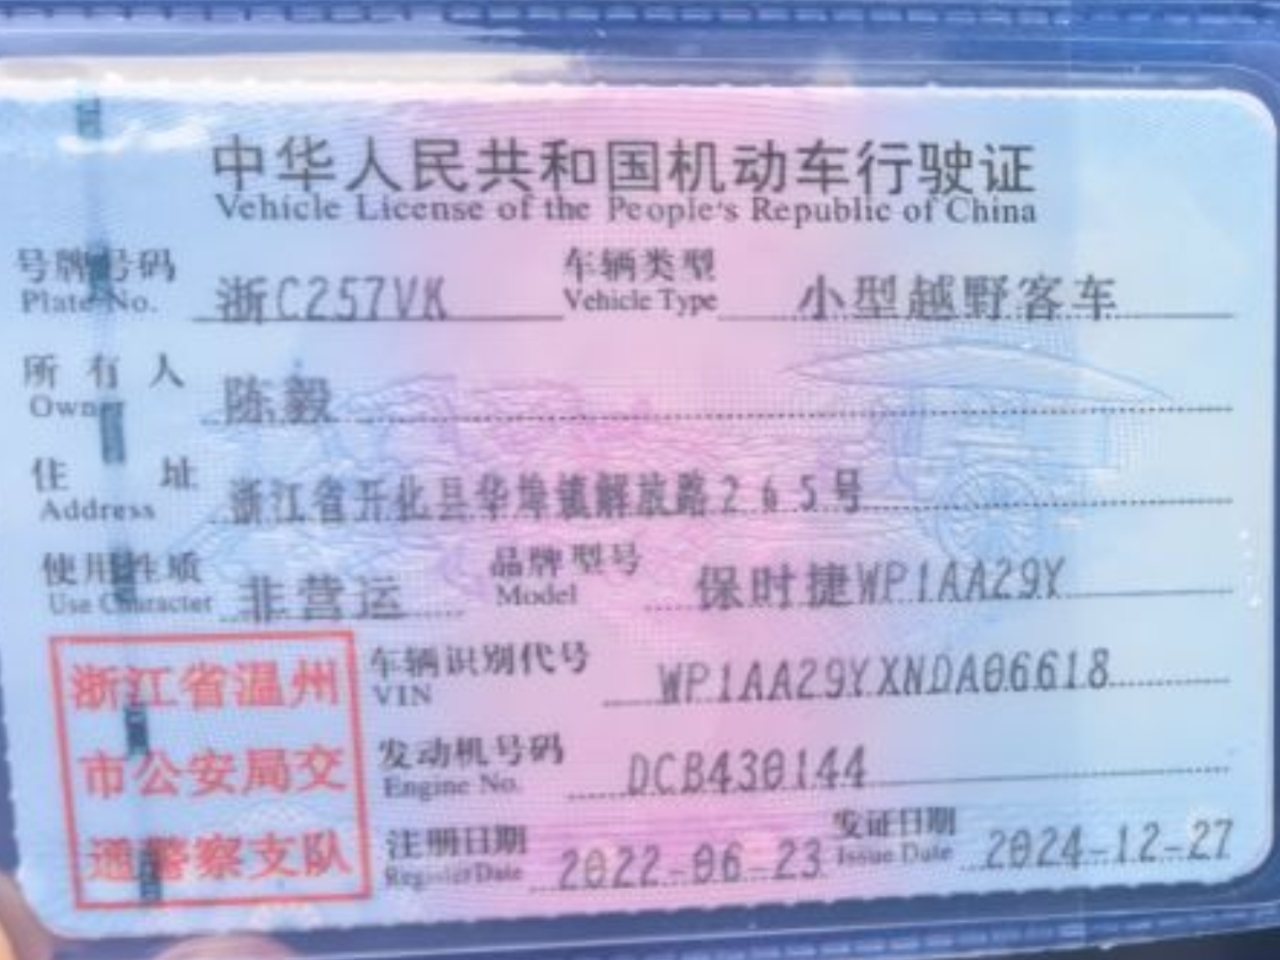 中华人民共和国机动车行驶证
Vehicle License of the People's Republic of China
号牌号码 浙C257VK 车辆类型 小型越野客车
Plate No. Vehicle Type
所有人 陈毅
Owner
住址 浙江省开化县华埠镇解放路265号
Address
使用性质 非营运 品牌型号 保时捷WP1AA29Y
Use Character Model
浙江省温州
市公安局交
通警察支队
车辆识别代号 WP1AA29YXNDA06618
VIN
发动机号码 DCB430144
Engine No.
注册日期 2022-06-23 发证日期 2024-12-27
Register Date Issue Date